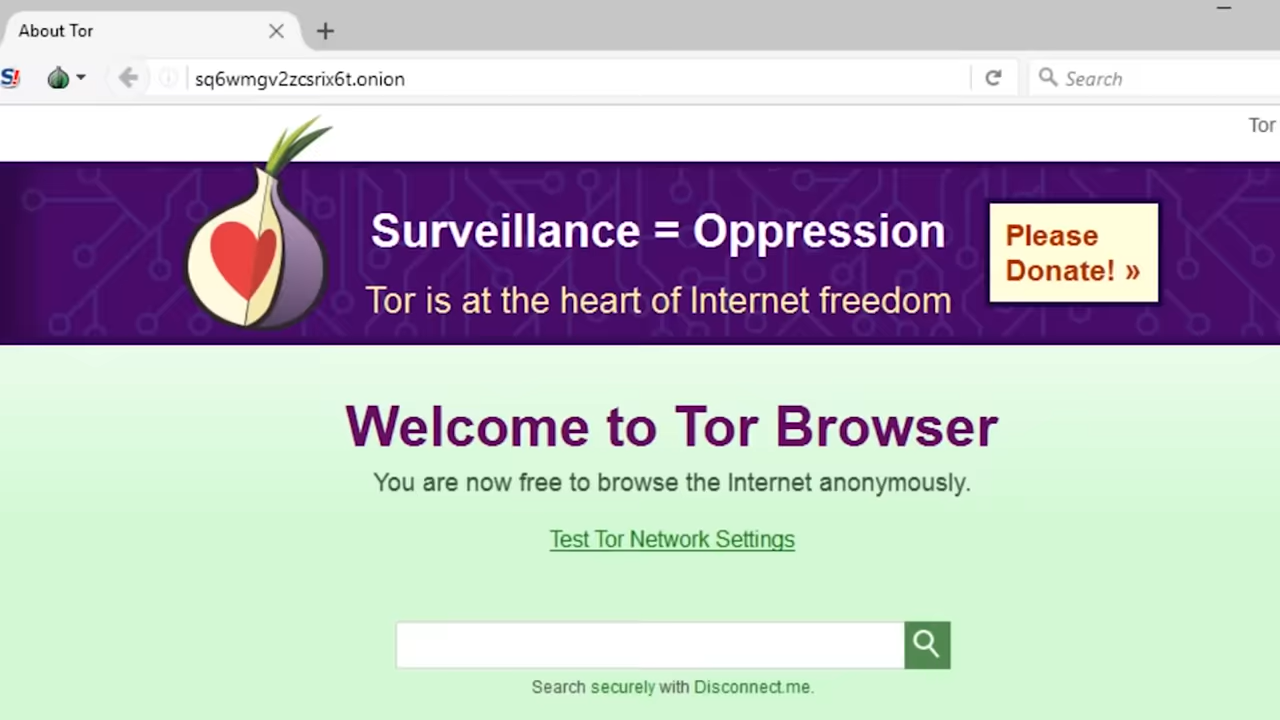 About Tor
S!
sq6wmgv2zcsrix6t.onion
Search
Tor
Surveillance = Oppression
Tor is at the heart of Internet freedom
Please
Donate! »
Welcome to Tor Browser
You are now free to browse the Internet anonymously.
Test Tor Network Settings
Search securely with Disconnect.me.